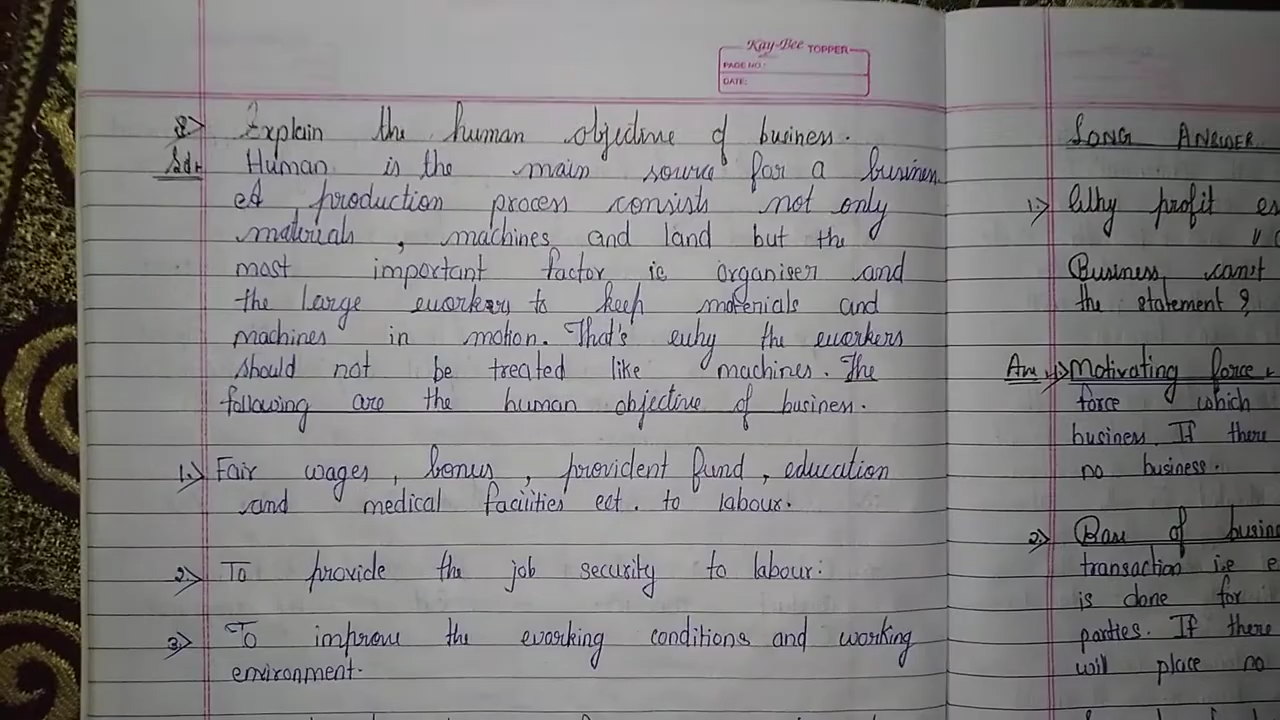 Kay-Bee TOPPER
PAGE NO.:
DATE:
8> Explain the human objective of business.
Human is the main source for a business.
A production process consists not only
materials, machines and land but the
most important factor is organiser and
the large workers to keep materials and
machines in motion. That's why the workers
should not be treated like machines. The
following are the human objective of business.
1.> Fair wages, bonus, provident fund, education
and medical facilities ect. to labour.
2.> To provide the job security to labour.
3.> To improve the working conditions and working
environment.
LONG ANSWER
1.> Why profit
Business can't
the statement?
Ans 1.> Motivating force
force which
business. If there
no business.
2.> Base of
transaction i.e
is done for
parties. If there
will place no